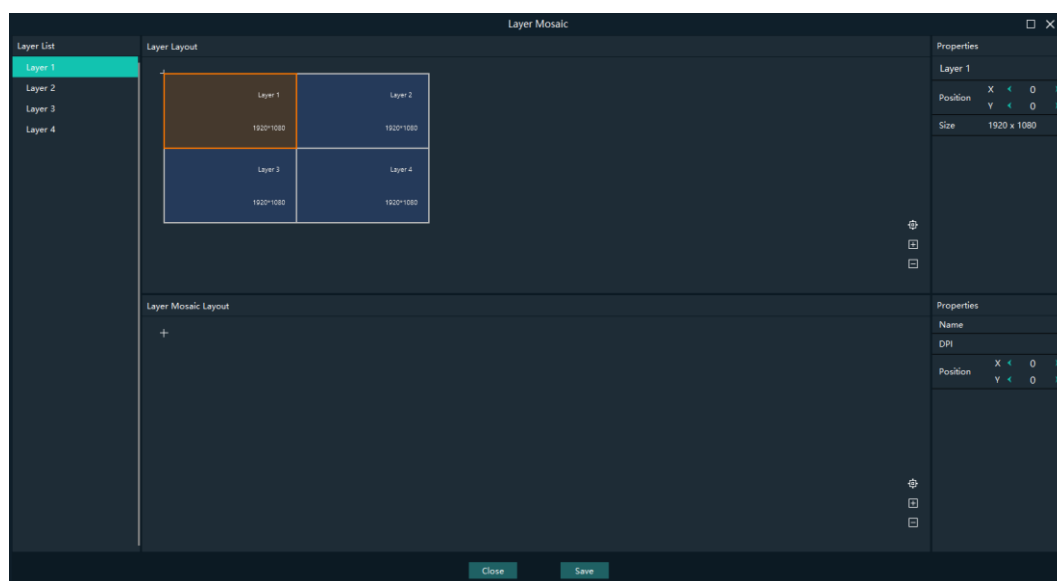 Layer Mosaic
Layer List
Layer 1
Layer 2
Layer 3
Layer 4
Layer Layout
Layer 1
1920*1080
Layer 2
1920*1080
Layer 3
1920*1080
Layer 4
1920*1080
Properties
Layer 1
Position X 0
Y 0
Size 1920 x 1080
Layer Mosaic Layout
Properties
Name
DPI
Position X 0
Y 0
Close Save